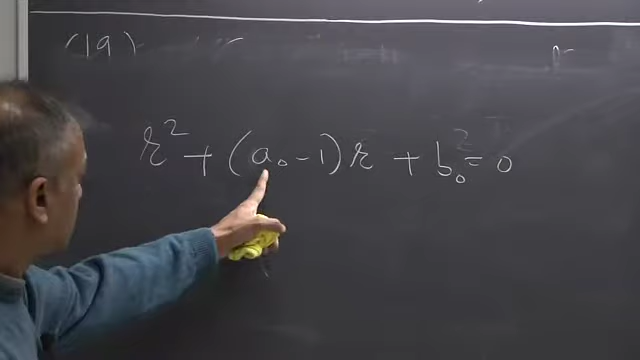 (19)
r² + (a₀ - 1) r + b₀ = 0